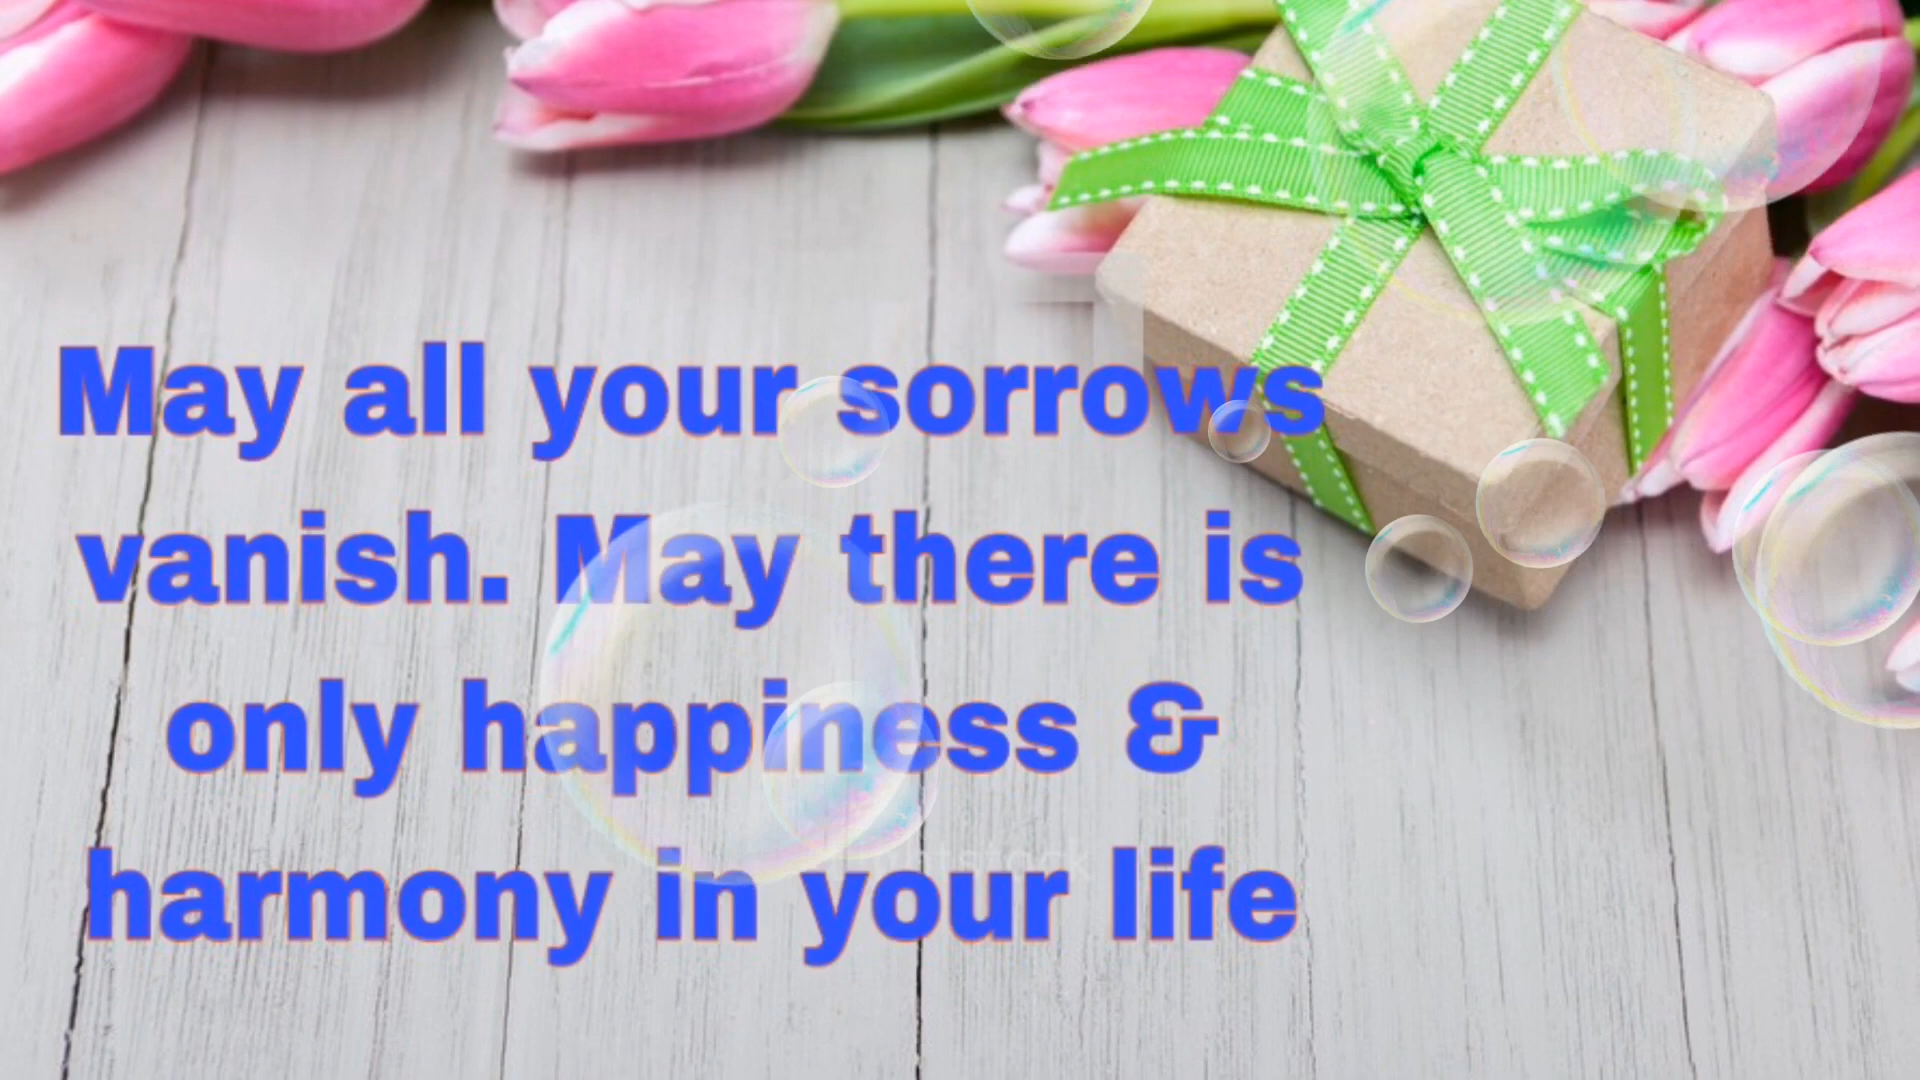 May all your sorrows
vanish. May there is
only happiness &
harmony in your life